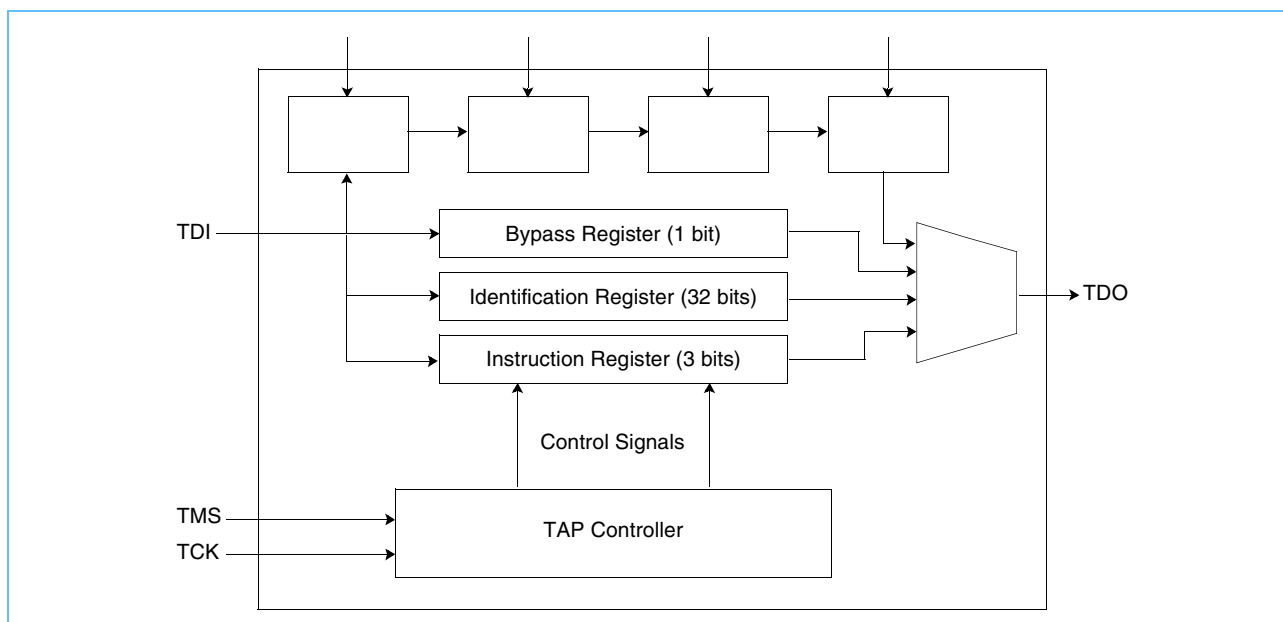 TDI
Bypass Register (1 bit)
Identification Register (32 bits)
TDO
Instruction Register (3 bits)
Control Signals
TMS
TAP Controller
TCK